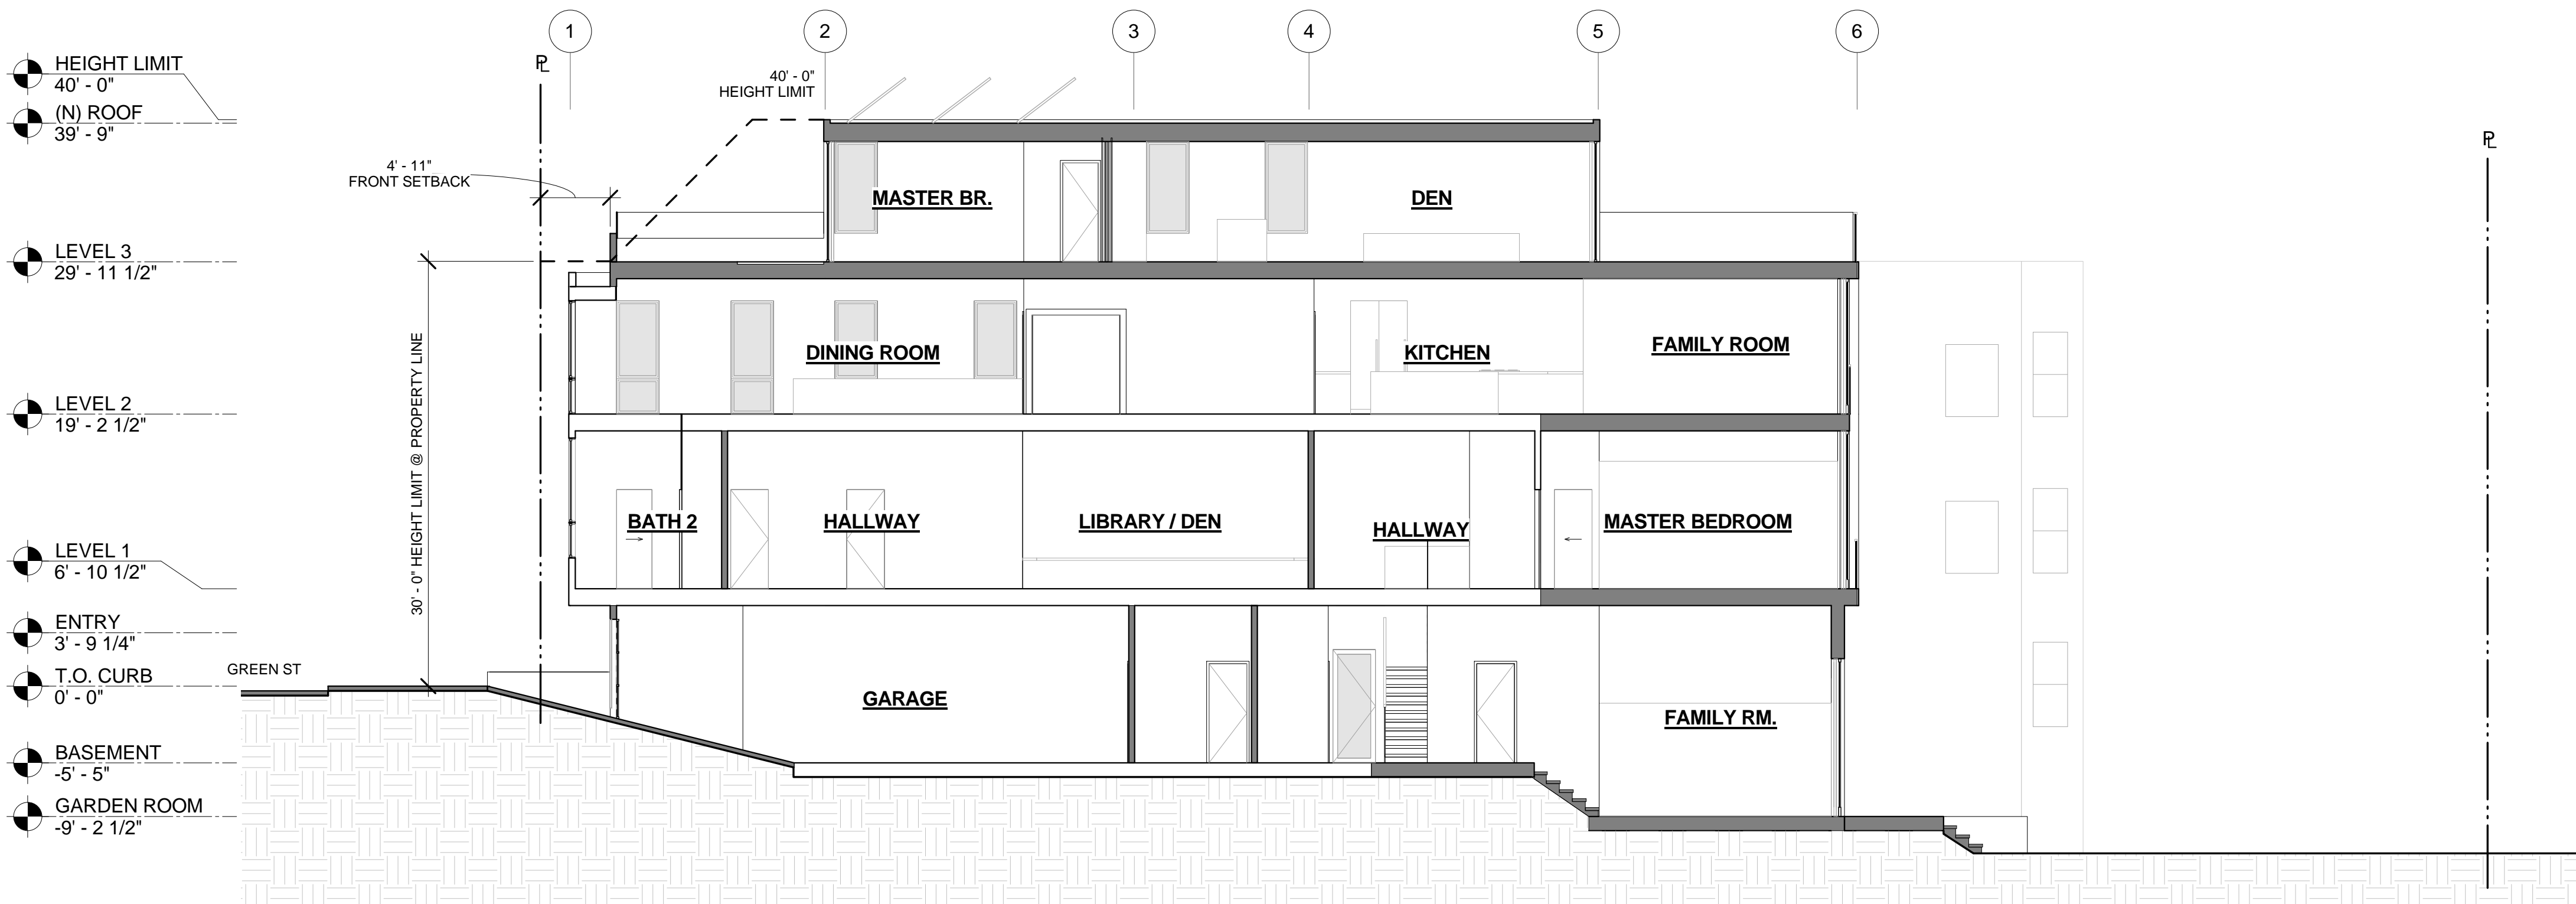 1
2
3
4
5
6
HEIGHT LIMIT
40' - 0"
(N) ROOF
39' - 9"
LEVEL 3
29' - 11 1/2"
LEVEL 2
19' - 2 1/2"
LEVEL 1
6' - 10 1/2"
ENTRY
3' - 9 1/4"
T.O. CURB
0' - 0"
BASEMENT
-5' - 5"
GARDEN ROOM
-9' - 2 1/2"
PL
40' - 0"
HEIGHT LIMIT
PL
4' - 11"
FRONT SETBACK
30' - 0" HEIGHT LIMIT @ PROPERTY LINE
GREEN ST
MASTER BR.
DEN
DINING ROOM
KITCHEN
FAMILY ROOM
BATH 2
HALLWAY
LIBRARY / DEN
HALLWAY
MASTER BEDROOM
GARAGE
FAMILY RM.